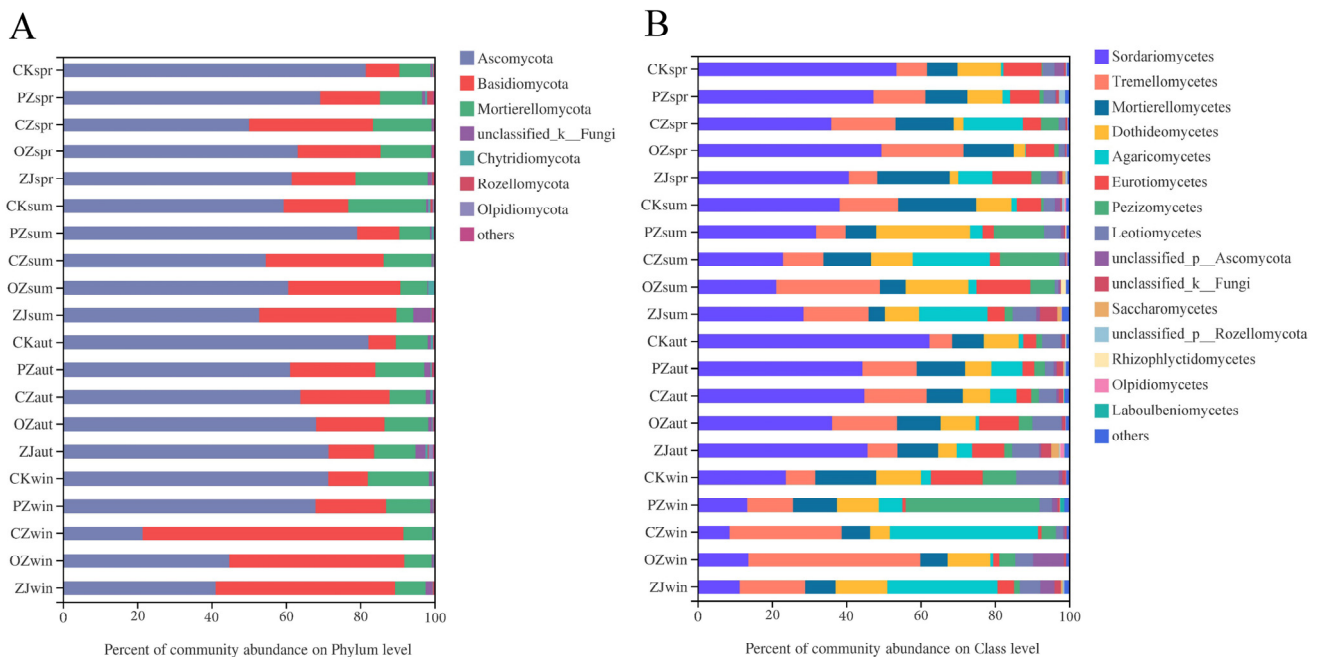 A
CKspr
PZspr
CZspr
OZspr
ZJspr
CKsum
PZsum
CZsum
OZsum
ZJsum
CKaut
PZaut
CZaut
OZaut
ZJaut
CKwin
PZwin
CZwin
OZwin
ZJwin
0 20 40 60 80 100
Percent of community abundance on Phylum level
Ascomycota
Basidiomycota
Mortierellomycota
unclassified_k__Fungi
Chytridiomycota
Rozellomycota
Olpidiomycota
others
B
CKspr
PZspr
CZspr
OZspr
ZJspr
CKsum
PZsum
CZsum
OZsum
ZJsum
CKaut
PZaut
CZaut
OZaut
ZJaut
CKwin
PZwin
CZwin
OZwin
ZJwin
0 20 40 60 80 100
Percent of community abundance on Class level
Sordariomycetes
Tremellomycetes
Mortierellomycetes
Dothideomycetes
Agaricomycetes
Eurotiomycetes
Pezizomycetes
Leotiomycetes
unclassified_p__Ascomycota
unclassified_k__Fungi
Saccharomycetes
unclassified_p__Rozellomycota
Rhizophlyctidomycetes
Olpidiomycetes
Laboulbeniomycetes
others